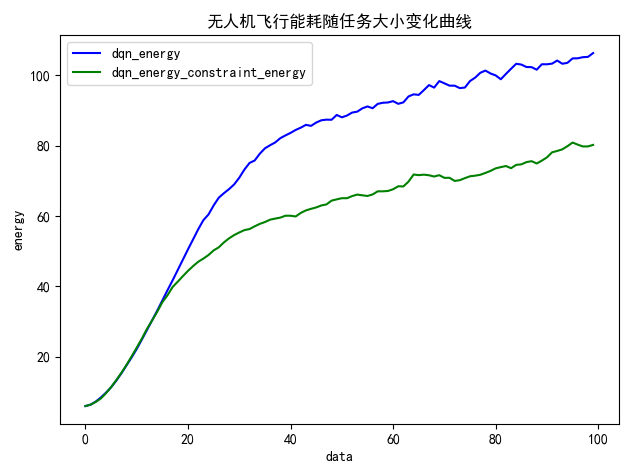 无人机飞行能耗随任务大小变化曲线
dqn_energy
dqn_energy_constraint_energy
energy
100
80
60
40
20
0 20 40 60 80 100
data